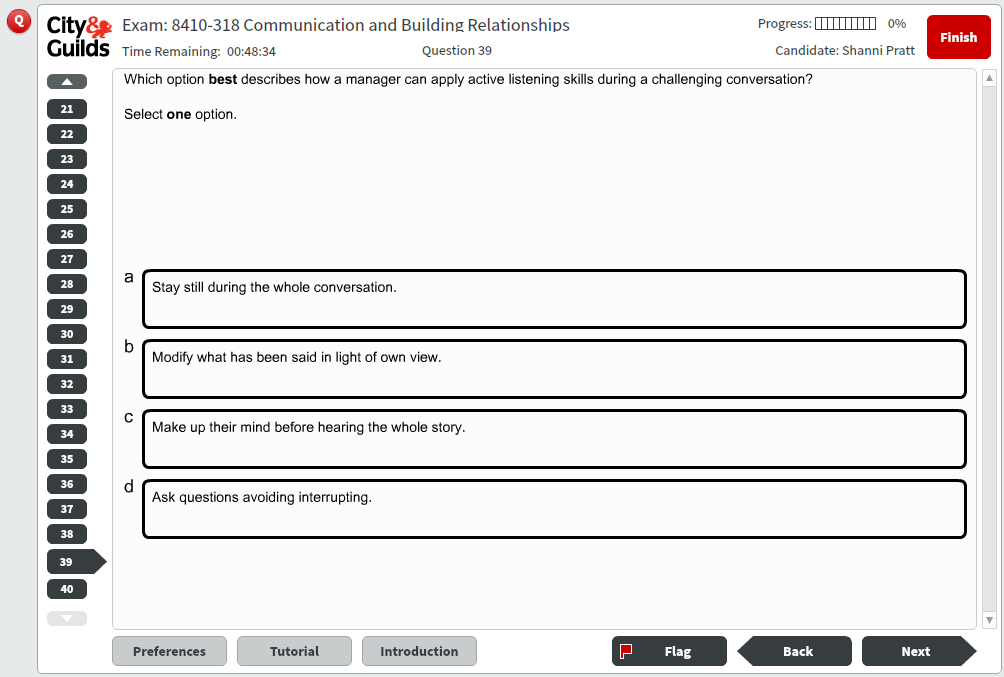 Q
City&
Guilds
Exam: 8410-318 Communication and Building Relationships
Time Remaining: 00:48:34
Question 39
Progress: 0%
Candidate: Shanni Pratt
Finish
21
22
23
24
25
26
27
28
29
30
31
32
33
34
35
36
37
38
39
40
Which option best describes how a manager can apply active listening skills during a challenging conversation?
Select one option.
a
Stay still during the whole conversation.
b
Modify what has been said in light of own view.
c
Make up their mind before hearing the whole story.
d
Ask questions avoiding interrupting.
Preferences
Tutorial
Introduction
Flag
Back
Next